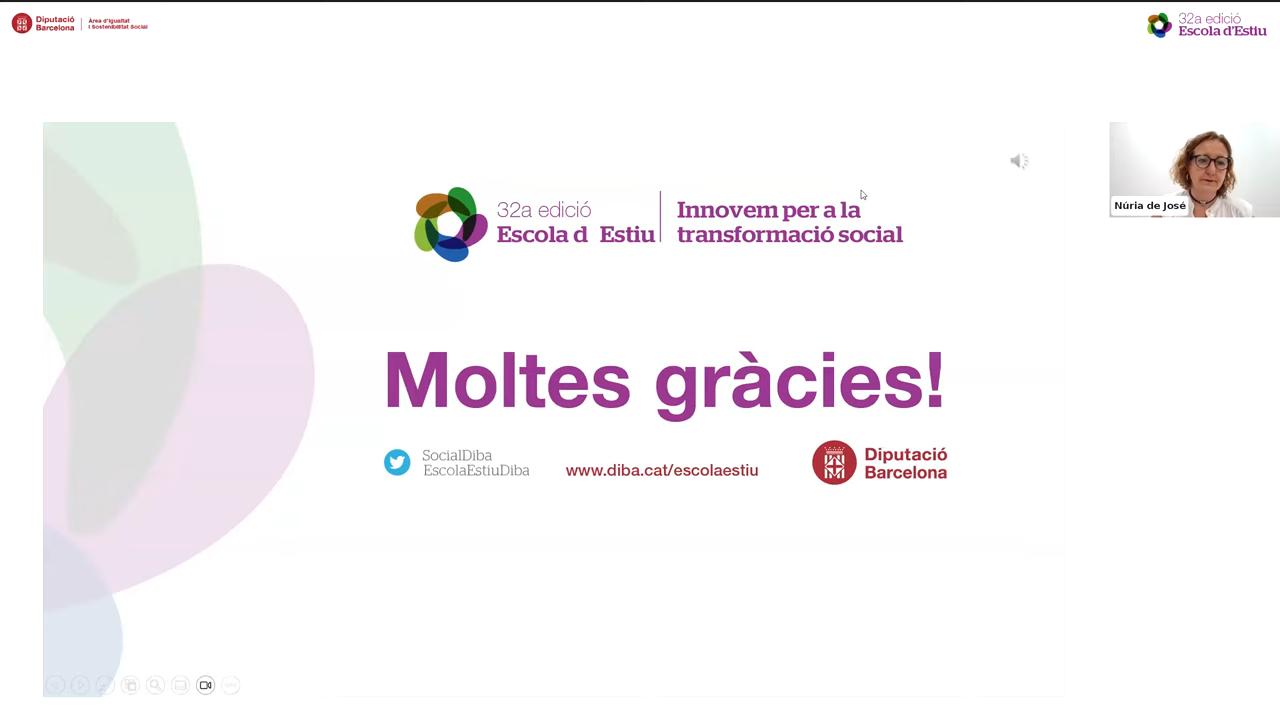 Diputació
Barcelona
Àrea d'Igualtat
i Sostenibilitat Social
32a edició
Escola d'Estiu
32a edició
Escola d Estiu
Innovem per a la
transformació social
Núria de José
Moltes gràcies!
SocialDiba
EscolaEstiuDiba
www.diba.cat/escolaestiu
Diputació
Barcelona